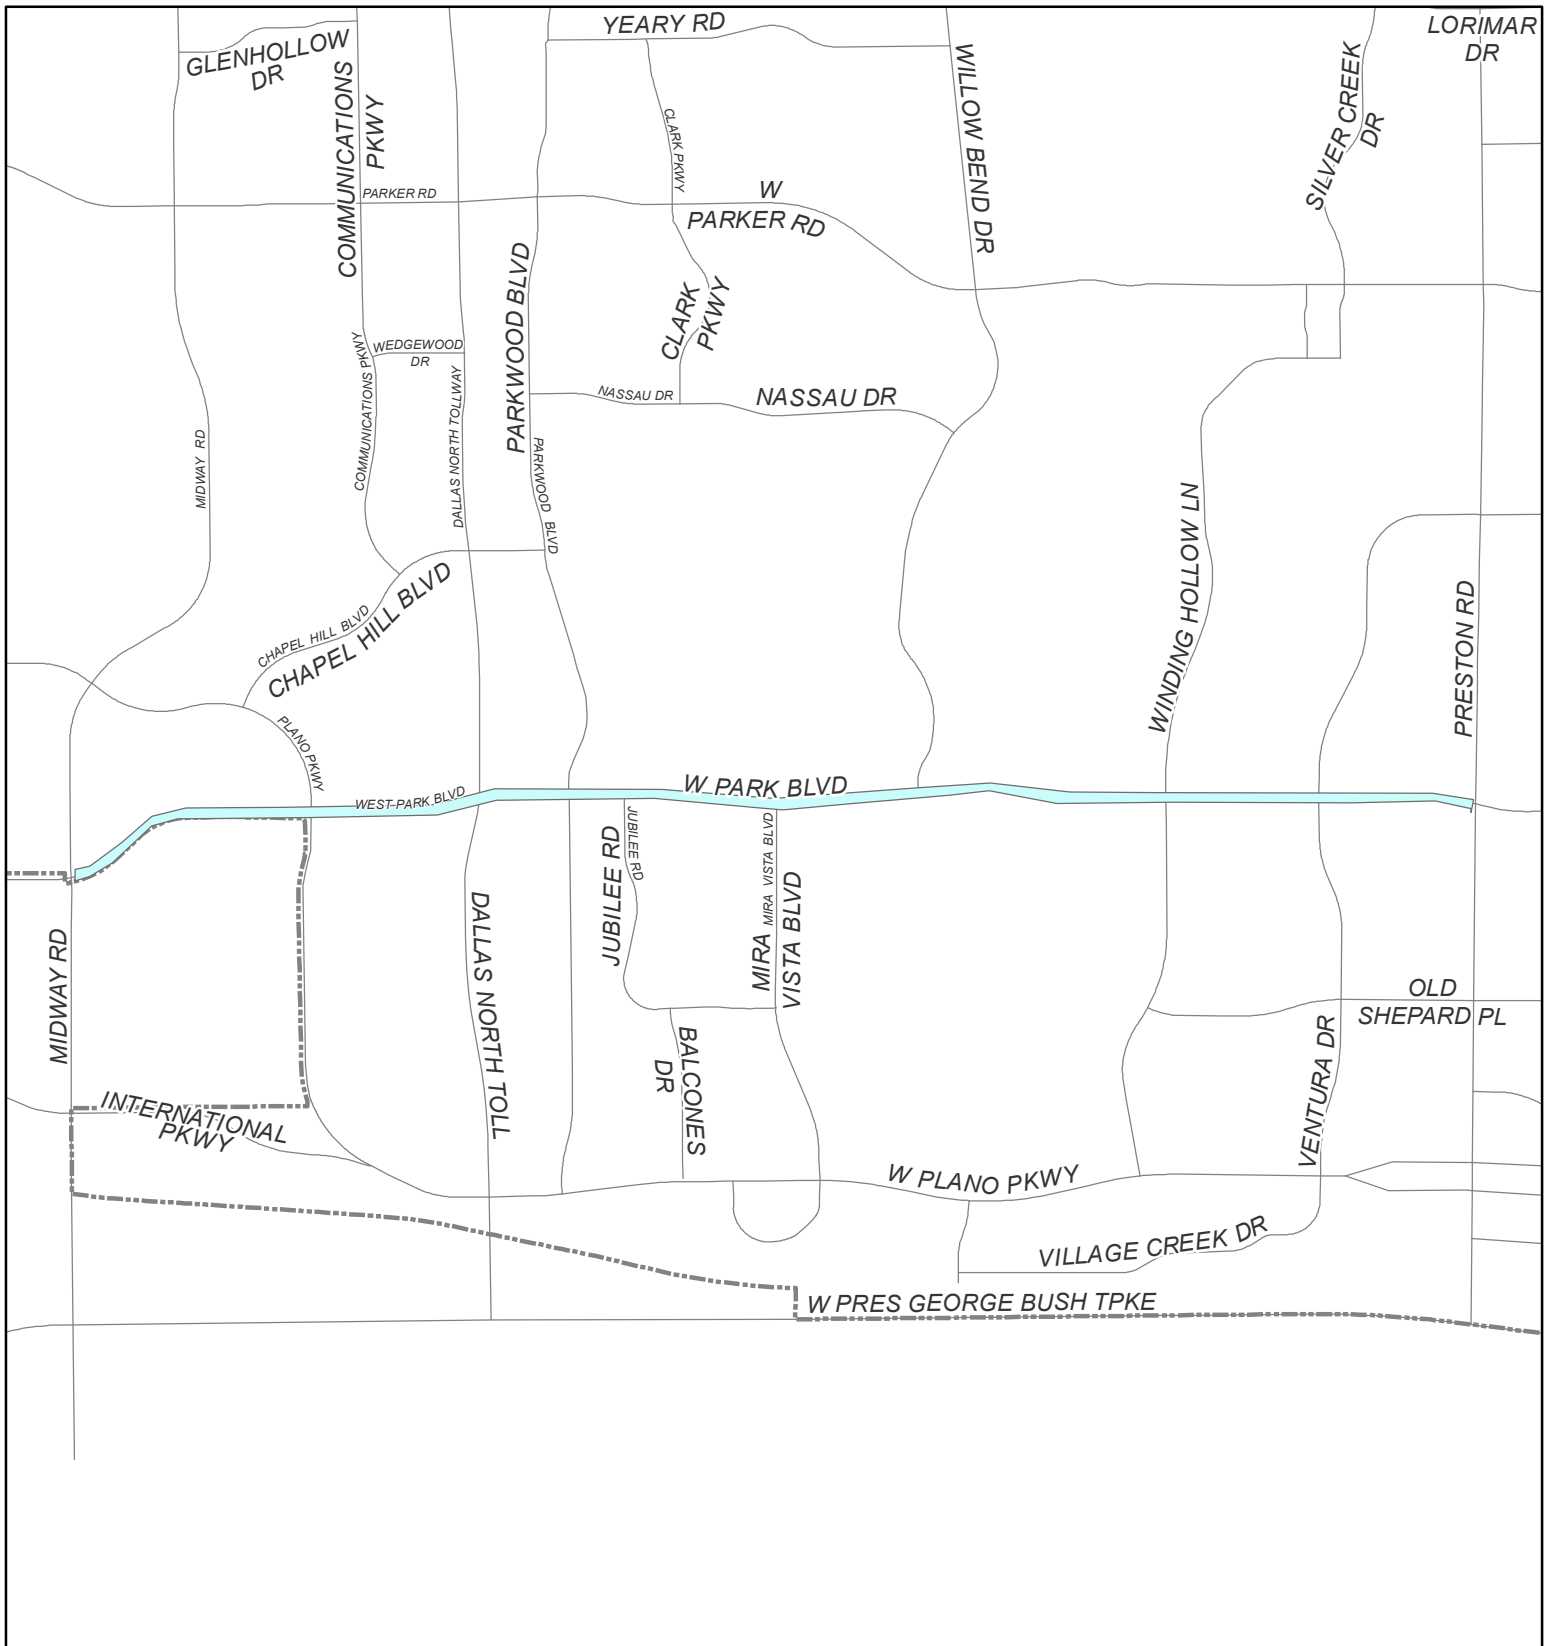 YEARY RD
LORIMAR
DR
GLENHOLLOW
DR
COMMUNICATIONS
PKWY
WILLOW BEND DR
SILVER CREEK
DR
CLARK PKWY
PARKER RD
W
PARKER RD
PARKWOOD BLVD
CLARK
PKWY
COMMUNICATIONS PKWY
WEDGEWOOD
DR
DALLAS NORTH TOLLWAY
NASSAU DR
NASSAU DR
MIDWAY RD
PARKWOOD BLVD
WINDING HOLLOW LN
CHAPEL HILL BLVD
CHAPEL HILL BLVD
PRESTON RD
PLANO PKWY
WEST PARK BLVD
W PARK BLVD
JUBILEE RD
JUBILEE RD
MIRA VISTA BLVD
MIRA
VISTA BLVD
DALLAS NORTH TOLL
MIDWAY RD
OLD
SHEPARD PL
BALCONES
DR
VENTURA DR
INTERNATIONAL
PKWY
W PLANO PKWY
VILLAGE CREEK DR
W PRES GEORGE BUSH TPKE